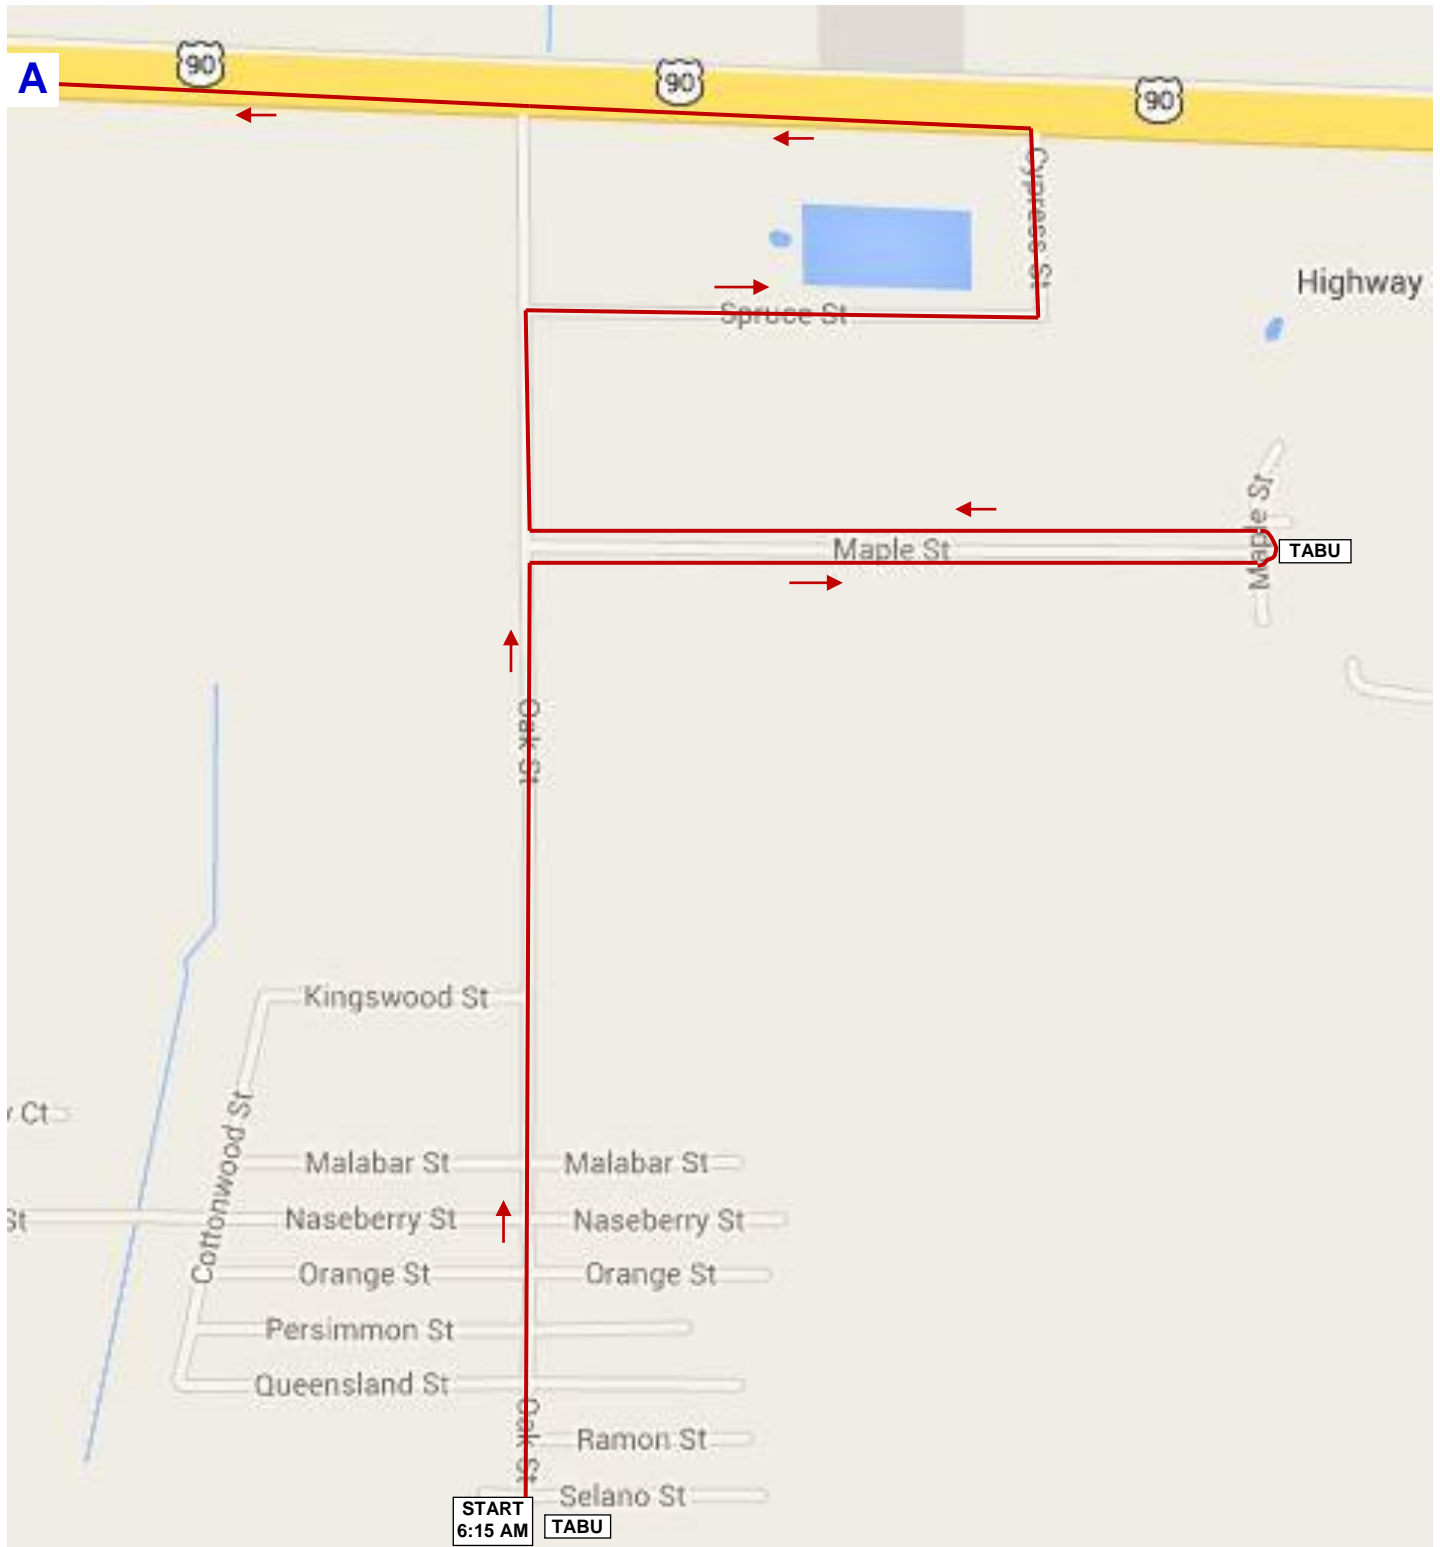 90
A
90
90
Cypress St
Highway
Spruce St
Maple St
Maple St
TABU
Oak St
Kingswood St
Cottonwood St
Ct
Malabar St
Malabar St
St
Naseberry St
Naseberry St
Orange St
Orange St
Persimmon St
Queensland St
Oak St
Ramon St
Selano St
START
6:15 AM
TABU